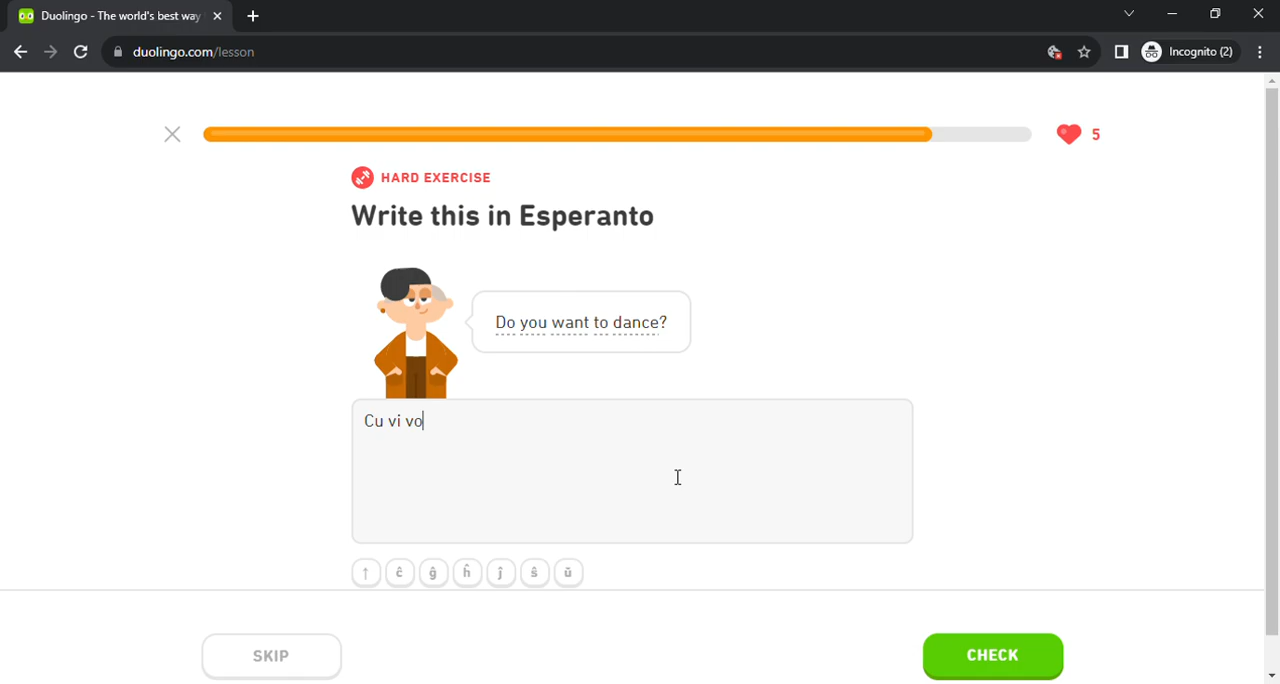 Duolingo - The world's best way
duolingo.com/lesson
Incognito (2)
5
HARD EXERCISE
Write this in Esperanto
Do you want to dance?
Cu vi vo
↑ ĉ ĝ ĥ ĵ ŝ ŭ
SKIP
CHECK